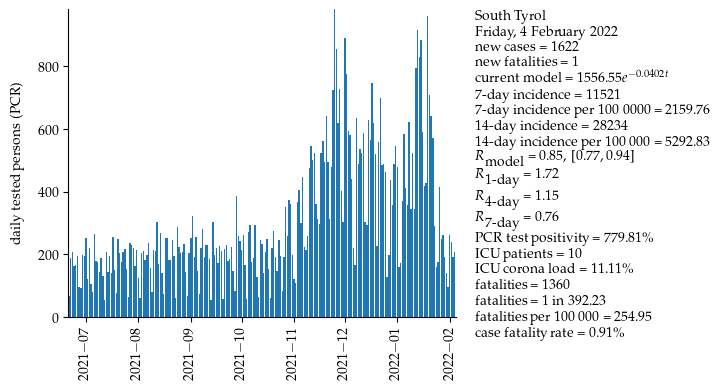 South Tyrol
Friday, 4 February 2022
new cases = 1622
new fatalities = 1
current model = 1556.55e^{−0.0402t}
7-day incidence = 11521
7-day incidence per 100 0000 = 2159.76
14-day incidence = 28234
14-day incidence per 100 000 = 5292.83
R_model = 0.85, [0.77, 0.94]
R_1-day = 1.72
R_4-day = 1.15
R_7-day = 0.76
PCR test positivity = 779.81%
ICU patients = 10
ICU corona load = 11.11%
fatalities = 1360
fatalities = 1 in 392.23
fatalities per 100 000 = 254.95
case fatality rate = 0.91%
daily tested persons (PCR)
800
600
400
200
0
2021−07
2021−08
2021−09
2021−10
2021−11
2021−12
2022−01
2022−02